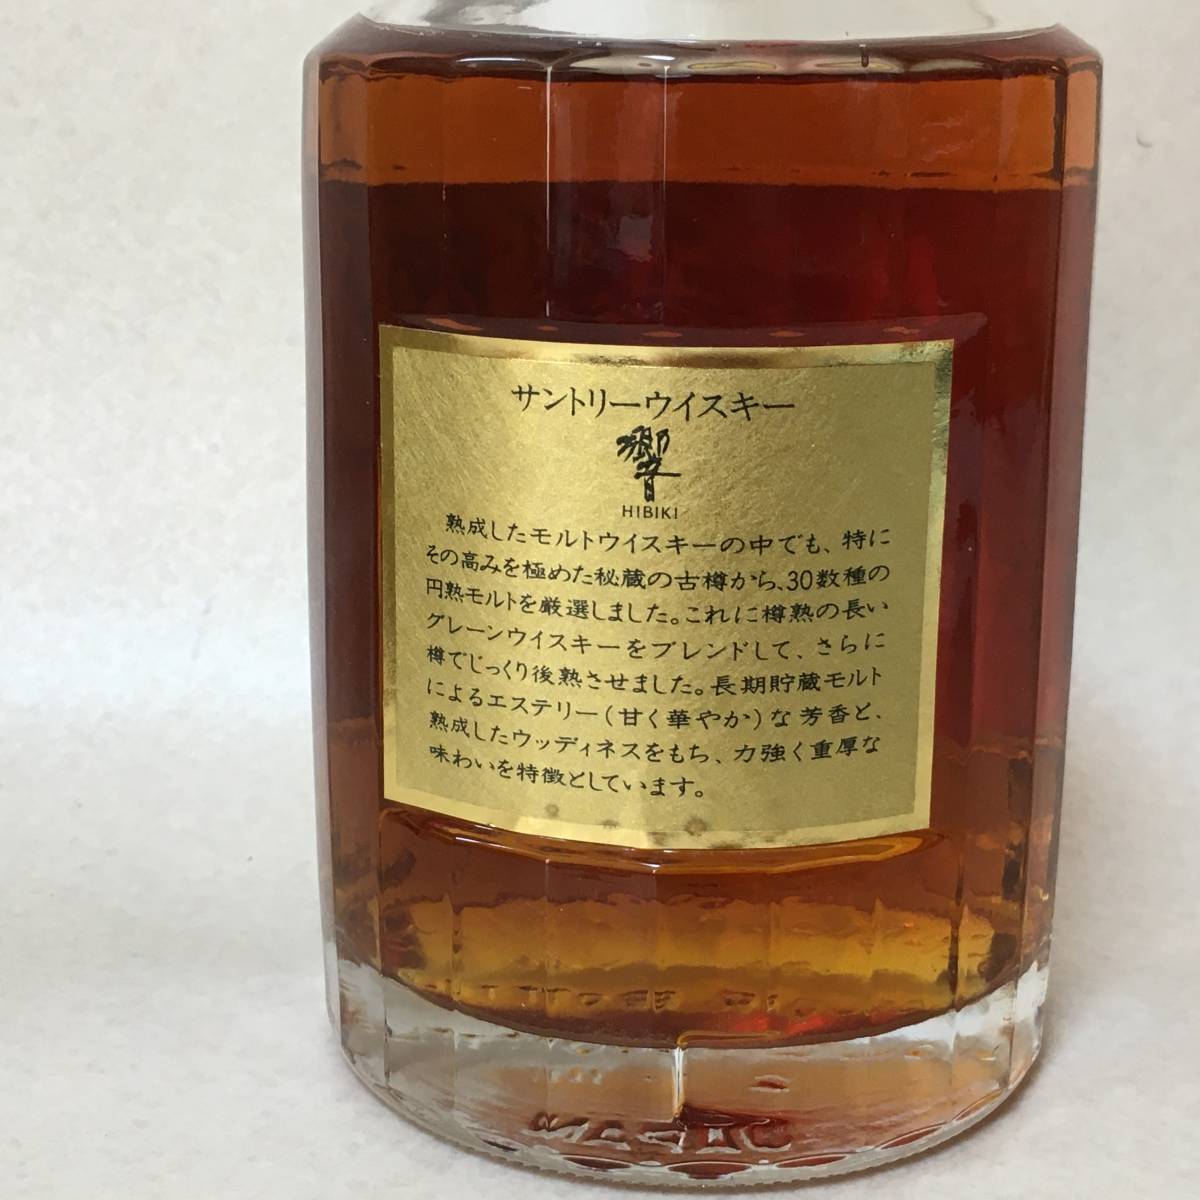 サントリーウイスキー
響
HIBIKI
熟成したモルトウイスキーの中でも、特に
その高みを極めた秘蔵の古樽から、30数種の
円熟モルトを厳選しました。これに樽熟の長い
グレーンウイスキーをブレンドして、さらに
樽でじっくり後熟させました。長期貯蔵モルト
によるエステリー(甘く華やか)な芳香と、
熟成したウッディネスをもち、力強く重厚な
味わいを特徴としています。